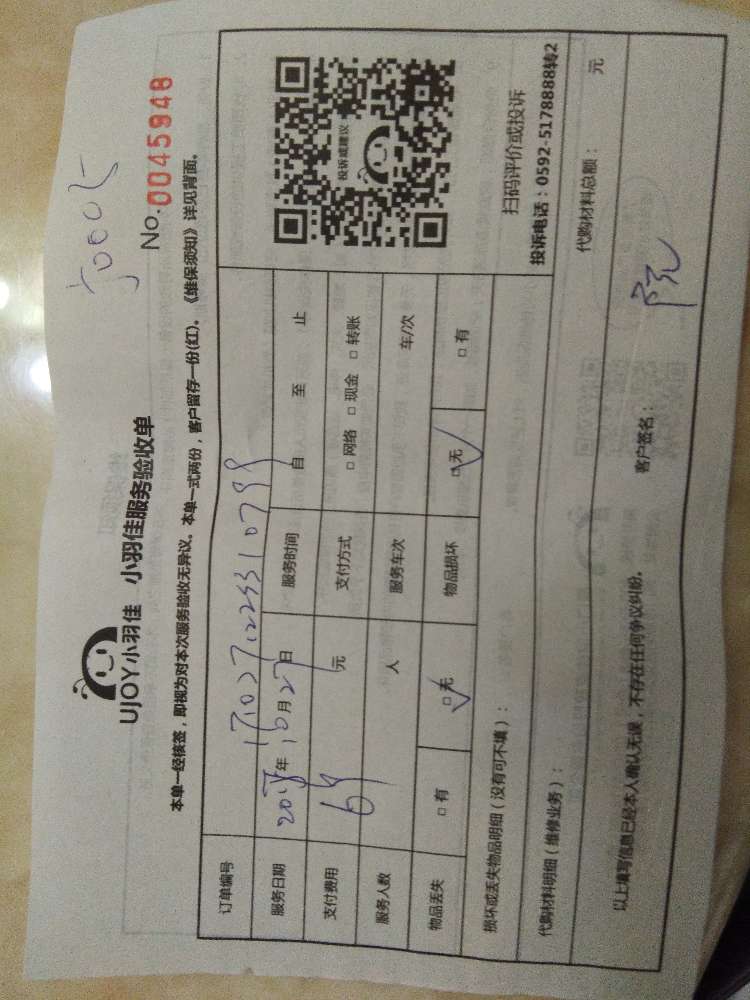 UJOY小羽佳 小羽佳服务验收单
No.0045948
本单一经核签，即视为对本次服务验收无异议。本单一式两份，客户留存一份(红)。《维保须知》详见背面。
订单编号
服务日期 年 10月27日 服务时间 自 至 止
支付费用 69 元 支付方式 □ 网络 □ 现金 □ 转账
服务人数 人 服务车次 车/次
物品丢失 □ 有 □ 无 物品损坏 □ 无 □ 有
投诉或建议
扫码评价或投诉
投诉电话：0592-5178888转2
损坏或丢失物品明细（没有可不填）：
代购材料明细（维修业务）： 代购材料总额： 元
以上填写信息已经本人确认无误，不存在任何争议纠纷。 客户签名：